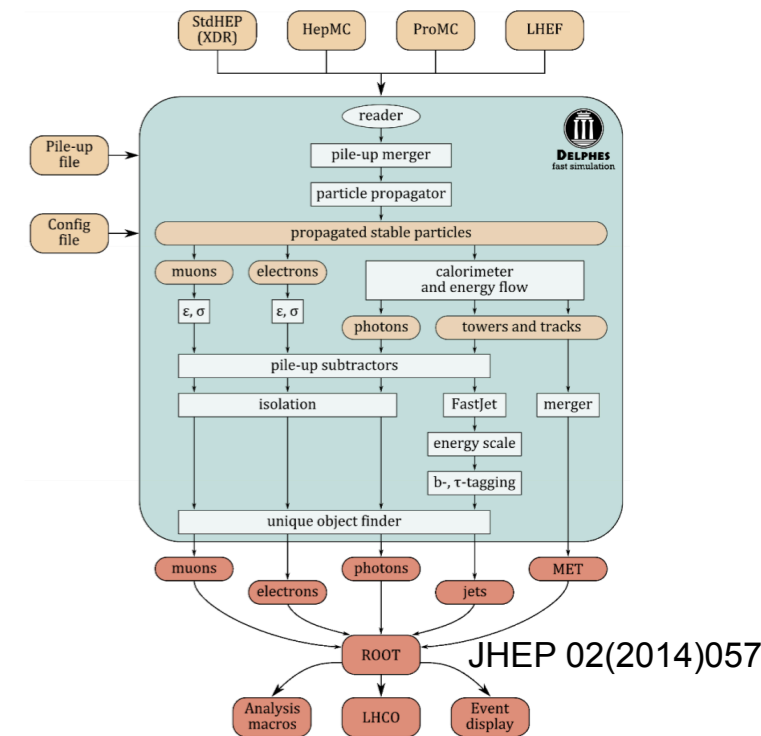 StdHEP
(XDR)
HepMC
ProMC
LHEF
reader
DELPHES
fast simulation
Pile-up
file
pile-up merger
particle propagator
Config
file
propagated stable particles
muons
electrons
calorimeter
and energy flow
ε, σ
ε, σ
photons
towers and tracks
pile-up subtractors
isolation
FastJet
merger
energy scale
b-, τ-tagging
unique object finder
muons
electrons
photons
jets
MET
ROOT
JHEP 02(2014)057
Analysis
macros
LHCO
Event
display